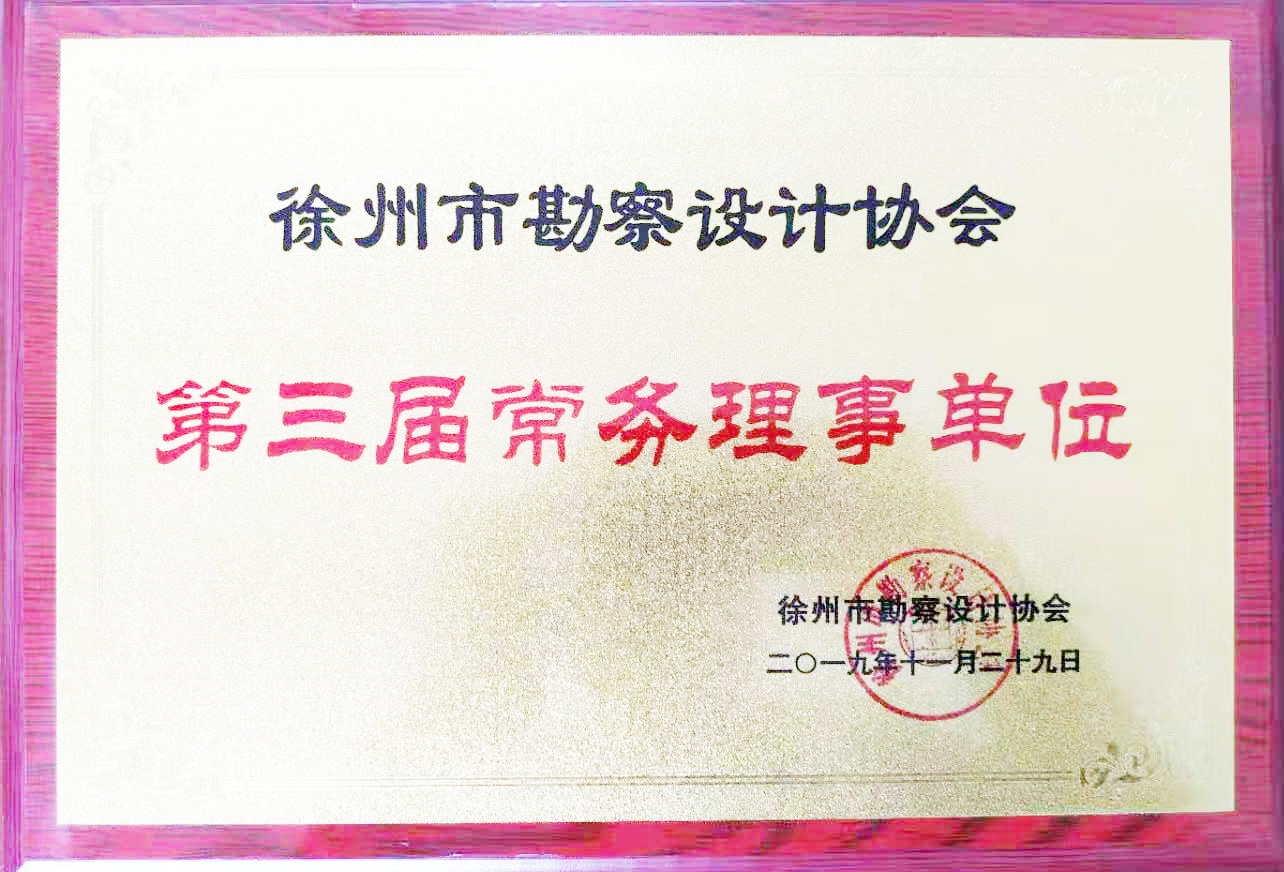 徐州市勘察设计协会
第三届常务理事单位
徐州市勘察设计协会
二〇一九年十一月二十九日